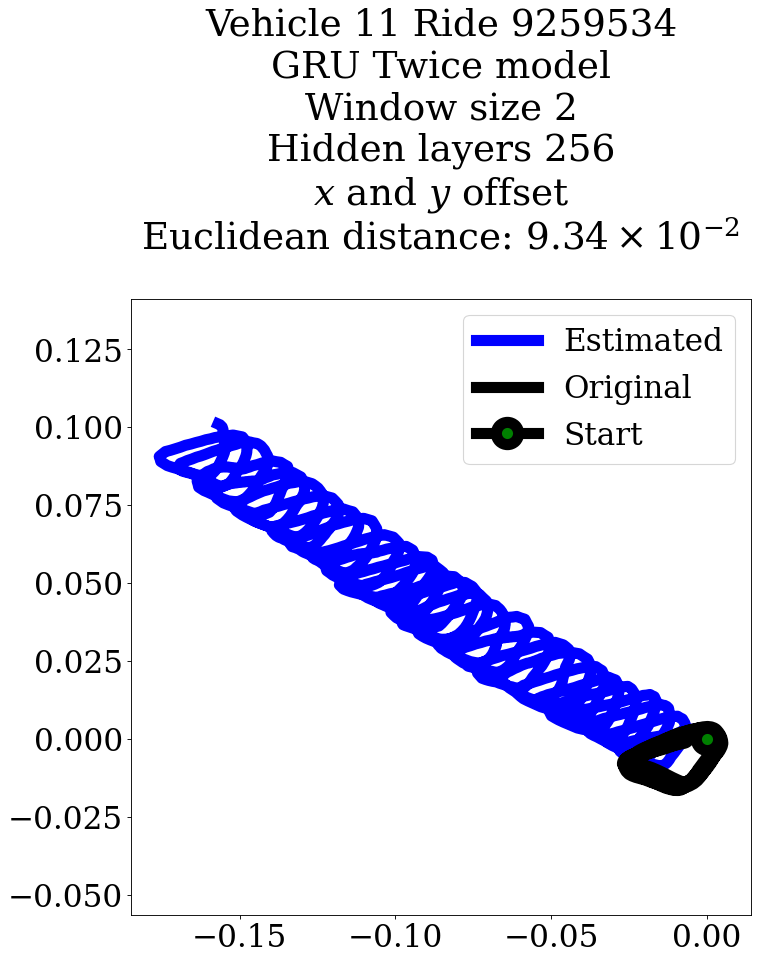 Vehicle 11 Ride 9259534
GRU Twice model
Window size 2
Hidden layers 256
x and y offset
Euclidean distance: 9.34 × 10⁻²
Estimated
Original
Start
0.125
0.100
0.075
0.050
0.025
0.000
−0.025
−0.050
−0.15 −0.10 −0.05 0.00